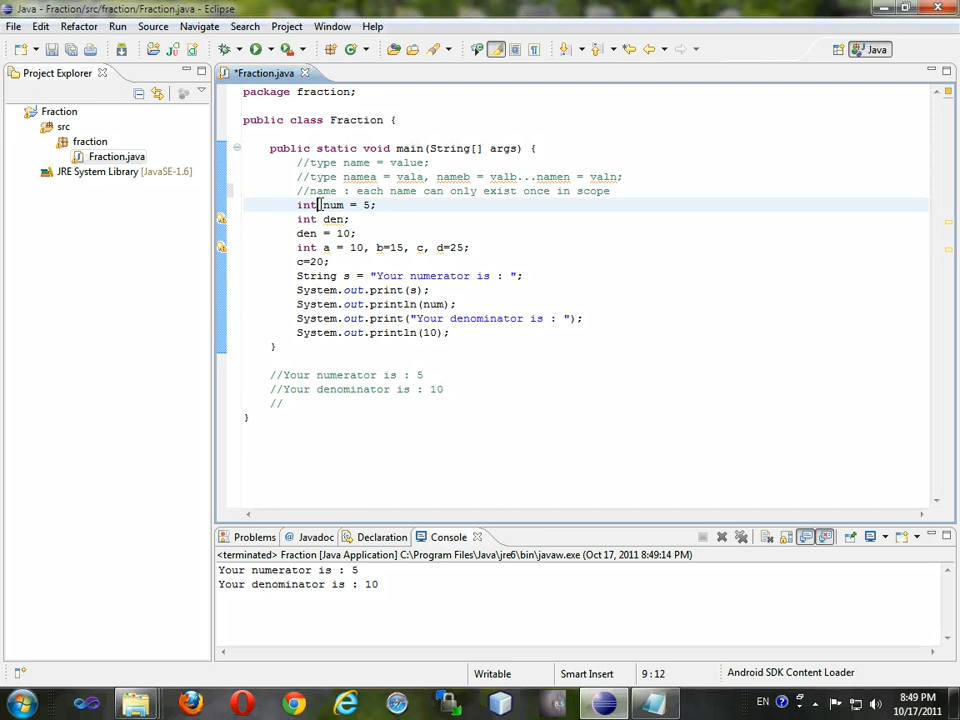 Java - Fraction/src/fraction/Fraction.java - Eclipse
File Edit Refactor Run Source Navigate Search Project Window Help
Java
Project Explorer
*Fraction.java
Fraction
src
fraction
Fraction.java
JRE System Library [JavaSE-1.6]
package fraction;
public class Fraction {
public static void main(String[] args) {
//type name = value;
//type namea = vala, nameb = valb...namen = valn;
//name : each name can only exist once in scope
int num = 5;
int den;
den = 10;
int a = 10, b=15, c, d=25;
c=20;
String s = "Your numerator is : ";
System.out.print(s);
System.out.println(num);
System.out.print("Your denominator is : ");
System.out.println(10);
}
//Your numerator is : 5
//Your denominator is : 10
//
}
Problems Javadoc Declaration Console
<terminated> Fraction [Java Application] C:\Program Files\Java\jre6\bin\javaw.exe (Oct 17, 2011 8:49:14 PM)
Your numerator is : 5
Your denominator is : 10
Writable Smart Insert 9 : 12 Android SDK Content Loader
EN 8:49 PM
10/17/2011